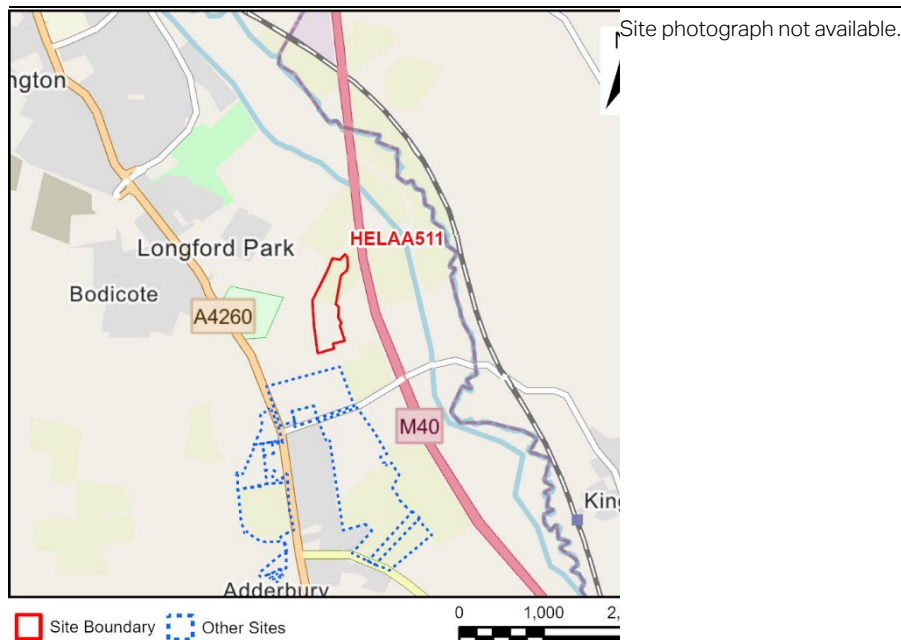 Site photograph not available.
N
ngton
HELAA511
Longford Park
Bodicote
A4260
M40
King
Adderbury
Site Boundary
Other Sites
0 1,000 2,